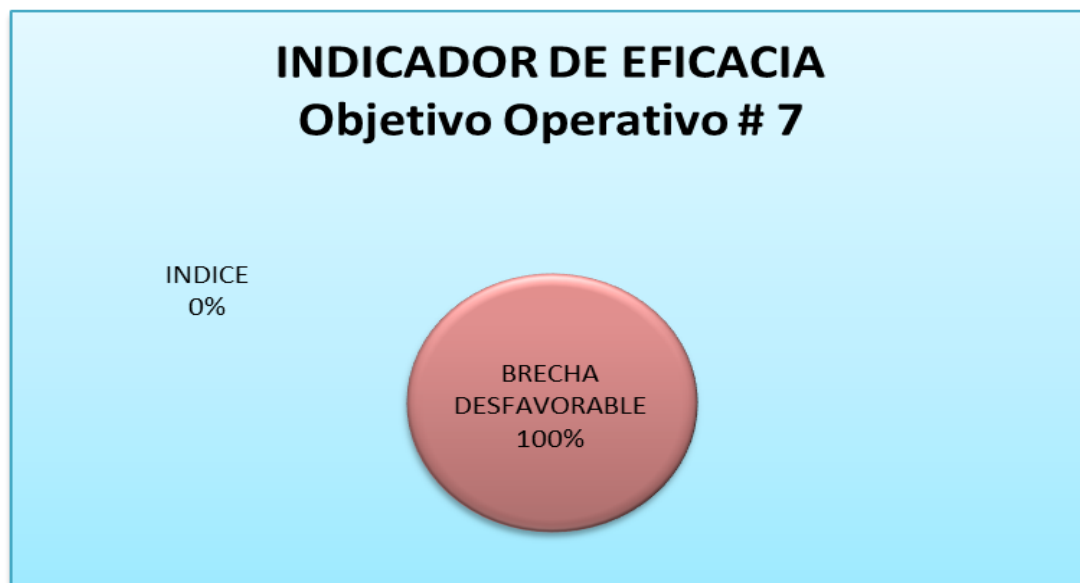 INDICADOR DE EFICACIA
Objetivo Operativo # 7
INDICE
0%
BRECHA
DESFAVORABLE
100%